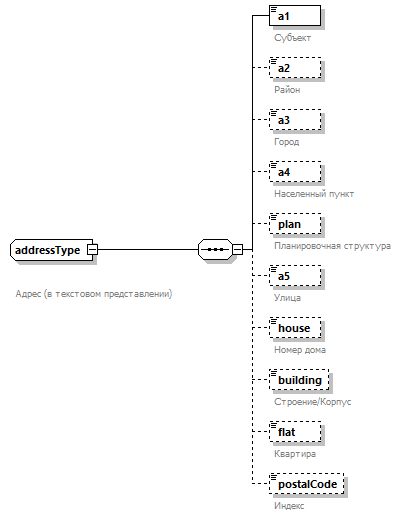 a1
Субъект
a2
Район
a3
Город
a4
Населенный пункт
plan
Планировочная структура
addressType
Адрес (в текстовом представлении)
a5
Улица
house
Номер дома
building
Строение/Корпус
flat
Квартира
postalCode
Индекс